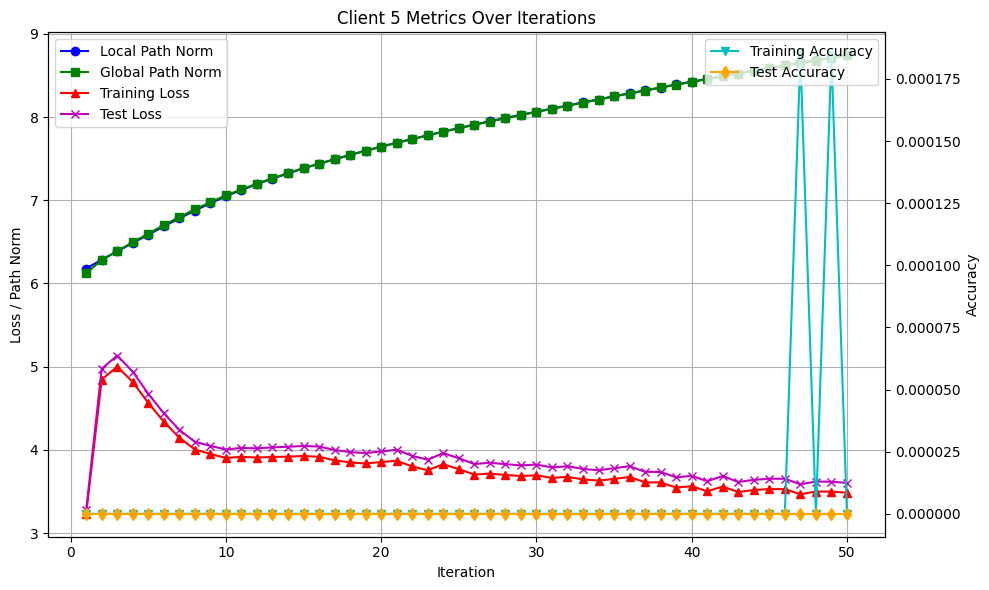 Client 5 Metrics Over Iterations
Local Path Norm
Global Path Norm
Training Loss
Test Loss
Training Accuracy
Test Accuracy
Loss / Path Norm
9
8
7
6
5
4
3
0.000175
0.000150
0.000125
0.000100
0.000075
0.000050
0.000025
0.000000
Accuracy
0 10 20 30 40 50
Iteration